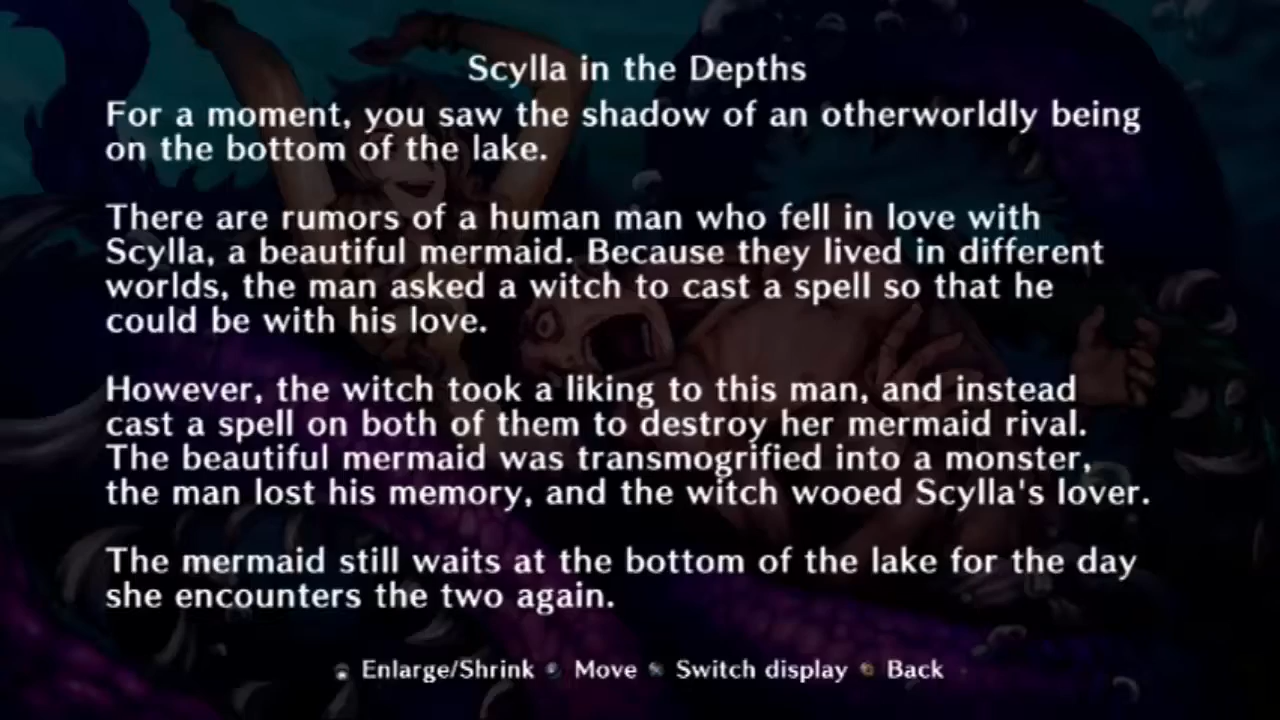 Scylla in the Depths
For a moment, you saw the shadow of an otherworldly being
on the bottom of the lake.
There are rumors of a human man who fell in love with
Scylla, a beautiful mermaid. Because they lived in different
worlds, the man asked a witch to cast a spell so that he
could be with his love.
However, the witch took a liking to this man, and instead
cast a spell on both of them to destroy her mermaid rival.
The beautiful mermaid was transmogrified into a monster,
the man lost his memory, and the witch wooed Scylla's lover.
The mermaid still waits at the bottom of the lake for the day
she encounters the two again.
Enlarge/Shrink Move Switch display Back